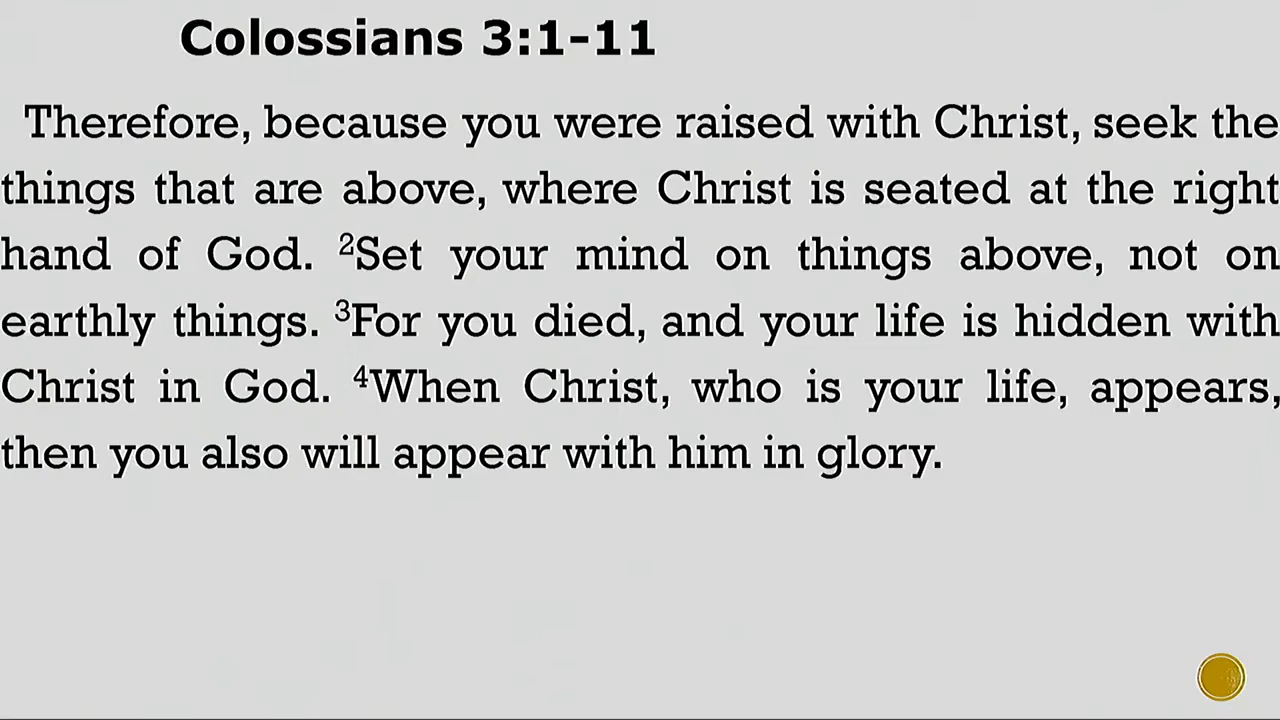 Colossians 3:1-11
Therefore, because you were raised with Christ, seek the
things that are above, where Christ is seated at the right
hand of God. ²Set your mind on things above, not on
earthly things. ³For you died, and your life is hidden with
Christ in God. ⁴When Christ, who is your life, appears,
then you also will appear with him in glory.